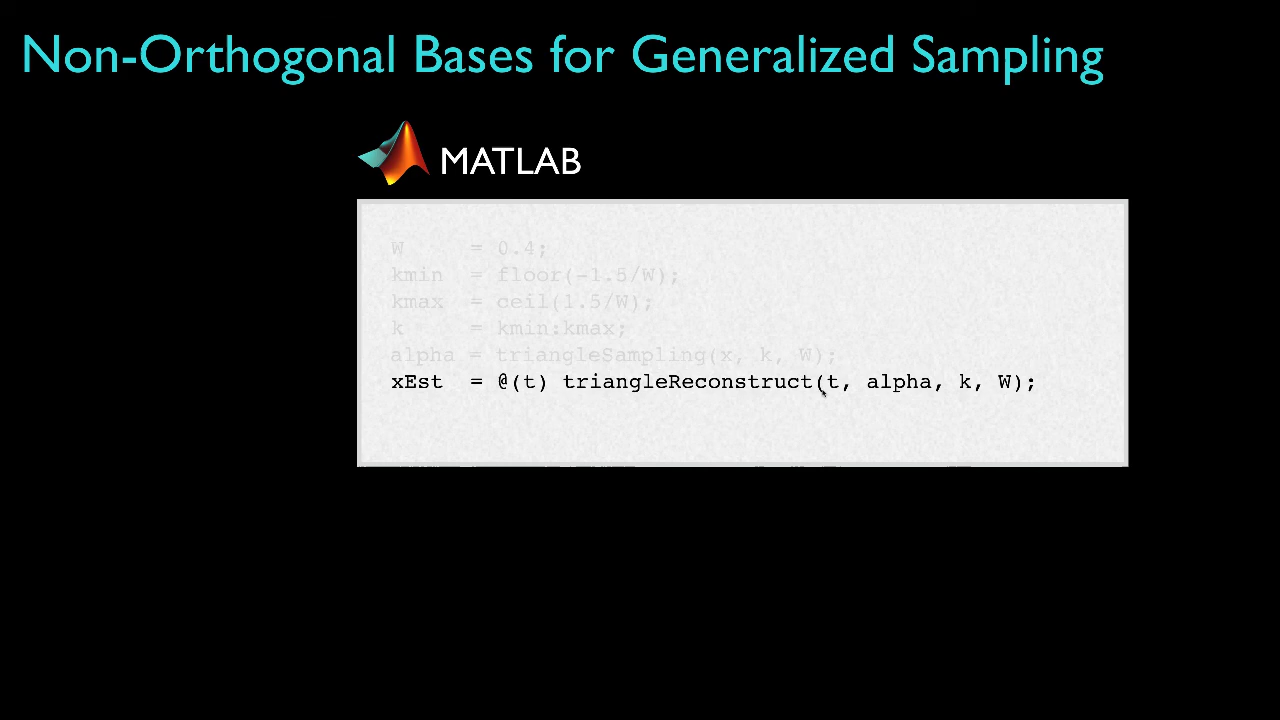 Non-Orthogonal Bases for Generalized Sampling
MATLAB
W     = 0.4;
kmin  = floor(-1.5/W);
kmax  = ceil(1.5/W);
k     = kmin:kmax;
alpha = triangleSampling(x, k, W);
xEst  = @(t) triangleReconstruct(t, alpha, k, W);